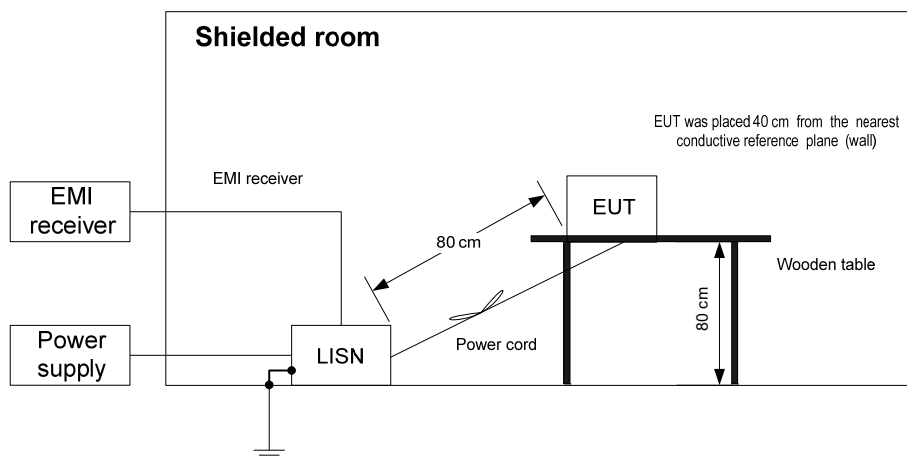 Shielded room
EUT was placed 40 cm from the nearest
conductive reference plane (wall)
EMI receiver
EMI
receiver
EUT
80 cm
Wooden table
80 cm
Power cord
Power
supply
LISN